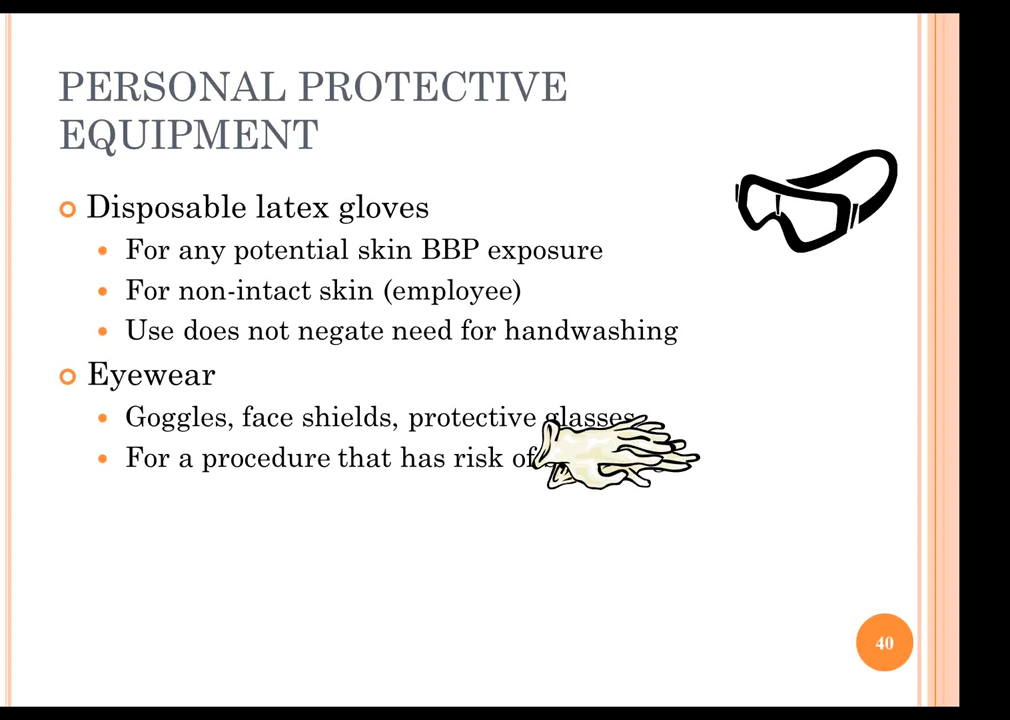 PERSONAL PROTECTIVE
EQUIPMENT
Disposable latex gloves
For any potential skin BBP exposure
For non-intact skin (employee)
Use does not negate need for handwashing
Eyewear
Goggles, face shields, protective glasses
For a procedure that has risk of
40